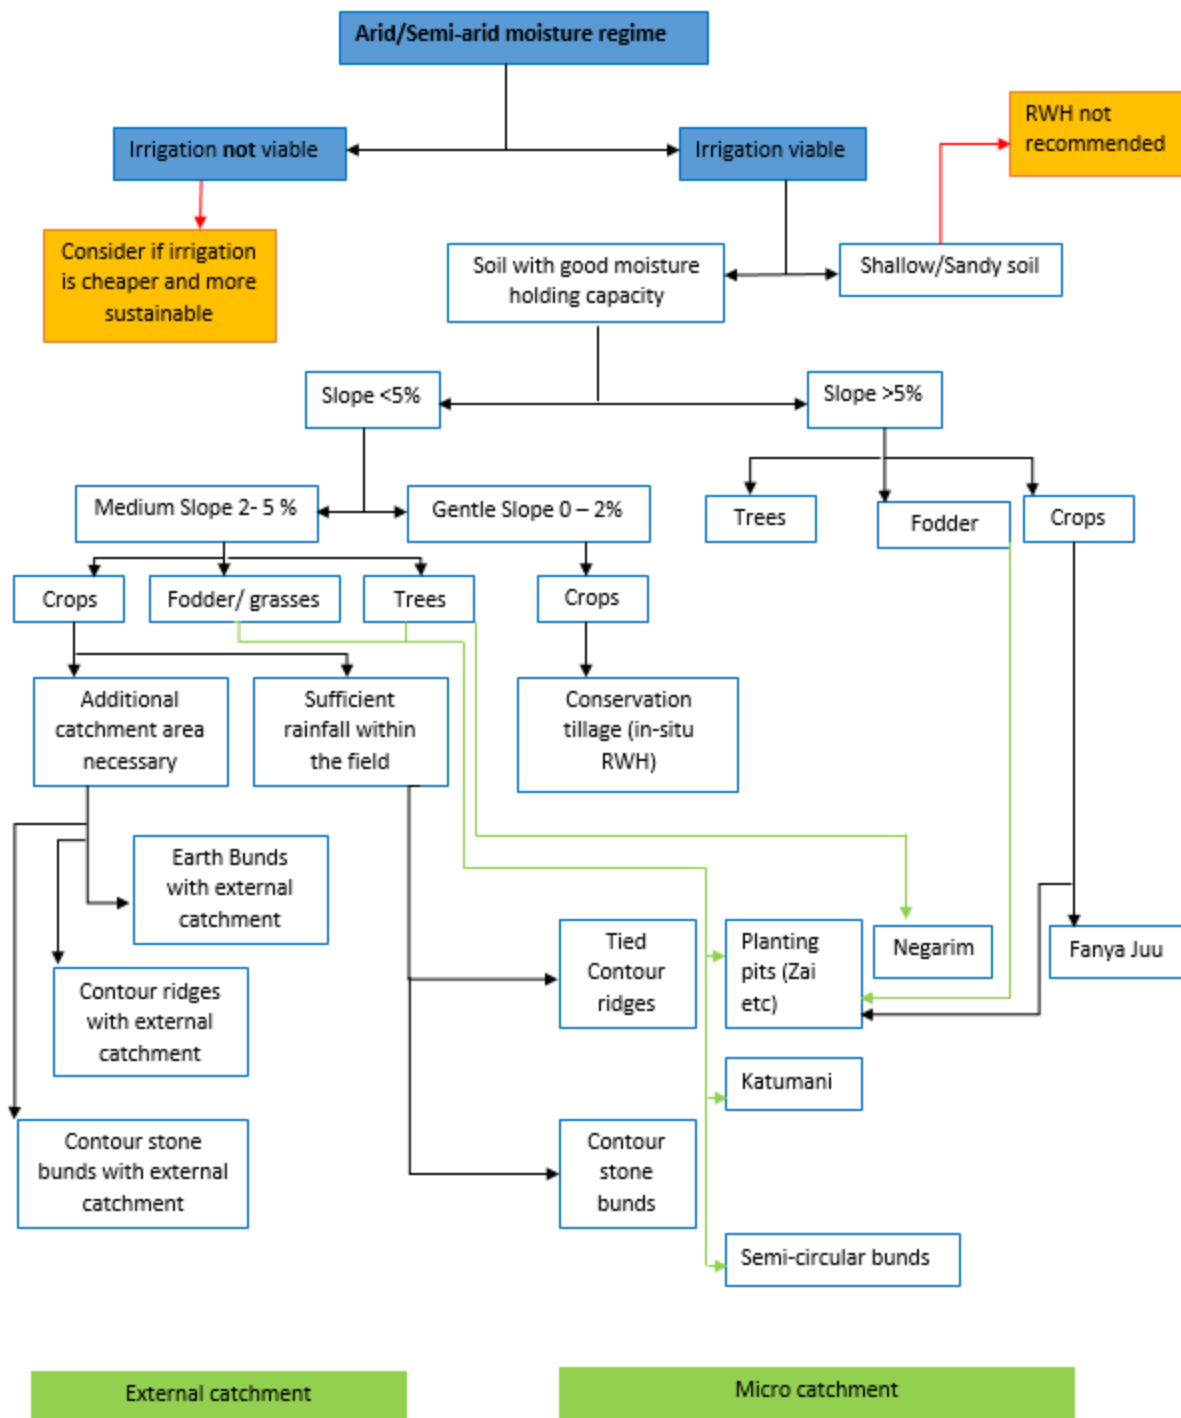 Arid/Semi-arid moisture regime
RWH not
recommended
Irrigation not viable
Irrigation viable
Consider if irrigation
is cheaper and more
sustainable
Soil with good moisture
holding capacity
Shallow/Sandy soil
Slope <5%
Slope >5%
Medium Slope 2- 5 %
Gentle Slope 0 – 2%
Trees
Fodder
Crops
Crops
Fodder/ grasses
Trees
Crops
Additional
catchment area
necessary
Sufficient
rainfall within
the field
Conservation
tillage (in-situ
RWH)
Earth Bunds
with external
catchment
Contour ridges
with external
catchment
Contour stone
bunds with external
catchment
Tied
Contour
ridges
Planting
pits (Zai
etc)
Negarim
Fanya Juu
Katumani
Contour
stone
bunds
Semi-circular bunds
External catchment
Micro catchment